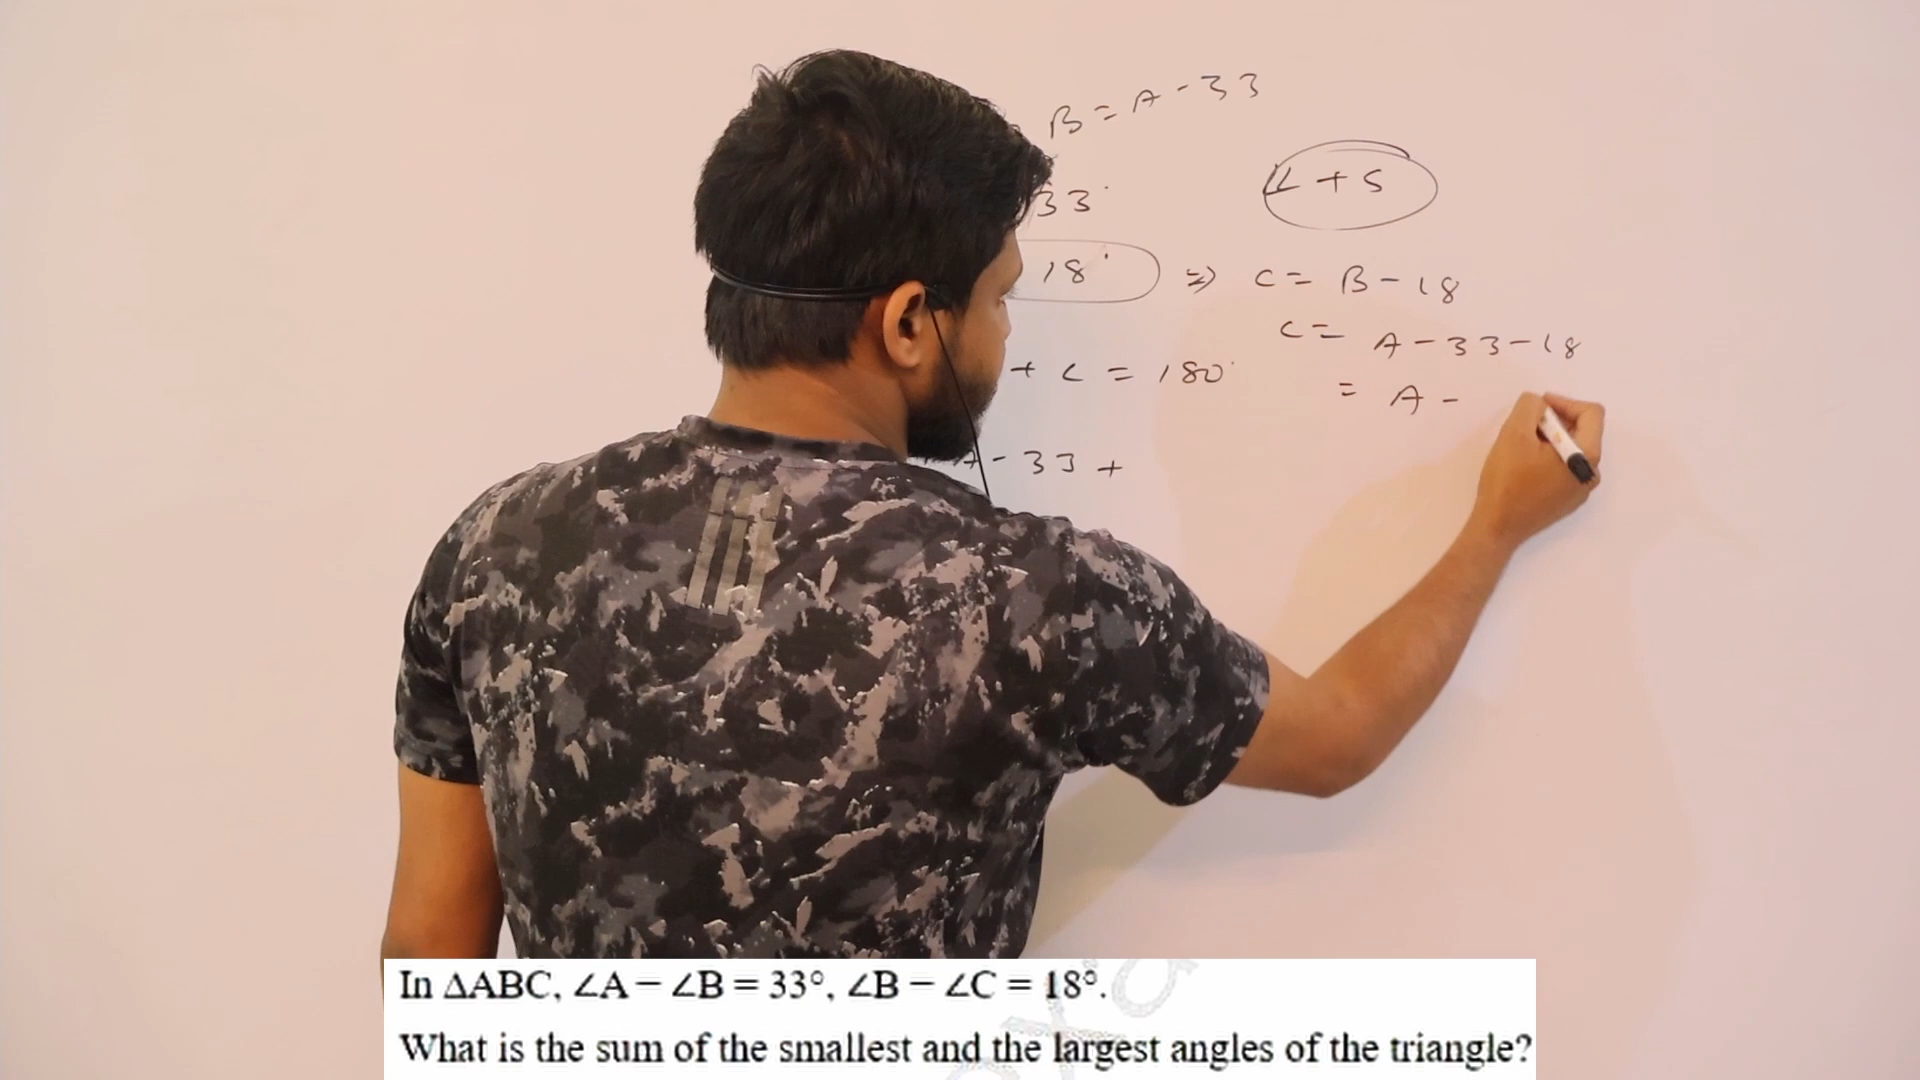 B = A - 33
33°
L + S
18° => C = B - 18
C = A - 33 - 18
+ C = 180°
= A -
A - 33 +
In ΔABC, ∠A − ∠B = 33°, ∠B − ∠C = 18°.
What is the sum of the smallest and the largest angles of the triangle?